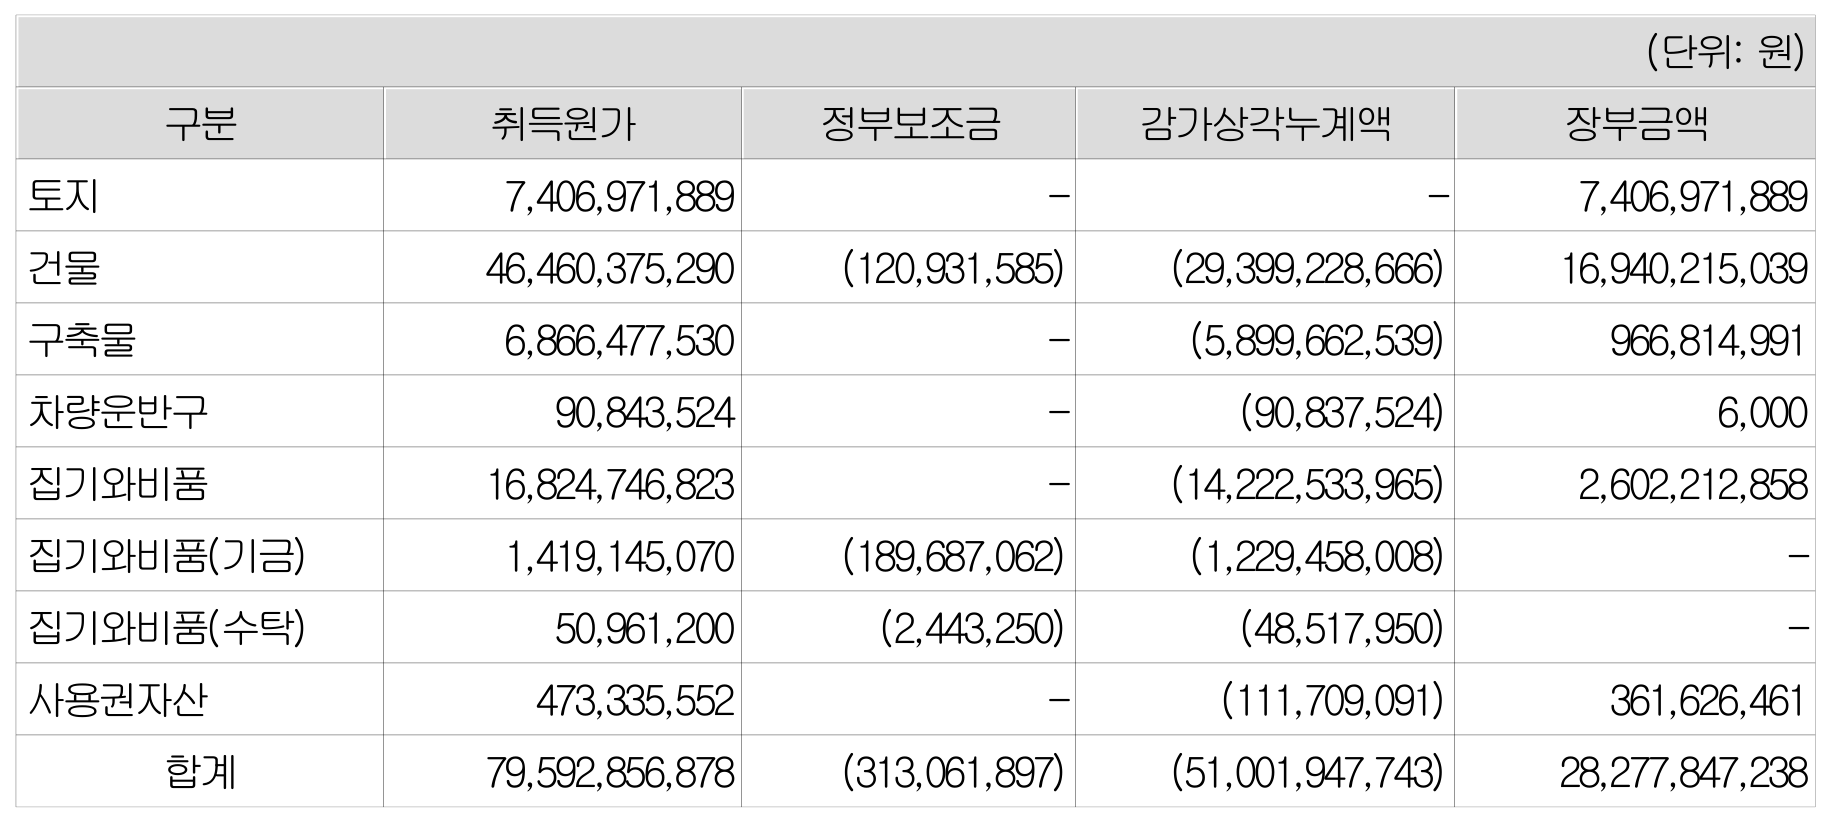 (단위: 원)
구분 취득원가 정부보조금 감가상각누계액 장부금액
토지 7,406,971,889 – – 7,406,971,889
건물 46,460,375,290 (120,931,585) (29,399,228,666) 16,940,215,039
구축물 6,866,477,530 – (5,899,662,539) 966,814,991
차량운반구 90,843,524 – (90,837,524) 6,000
집기와비품 16,824,746,823 – (14,222,533,965) 2,602,212,858
집기와비품(기금) 1,419,145,070 (189,687,062) (1,229,458,008) –
집기와비품(수탁) 50,961,200 (2,443,250) (48,517,950) –
사용권자산 473,335,552 – (111,709,091) 361,626,461
합계 79,592,856,878 (313,061,897) (51,001,947,743) 28,277,847,238